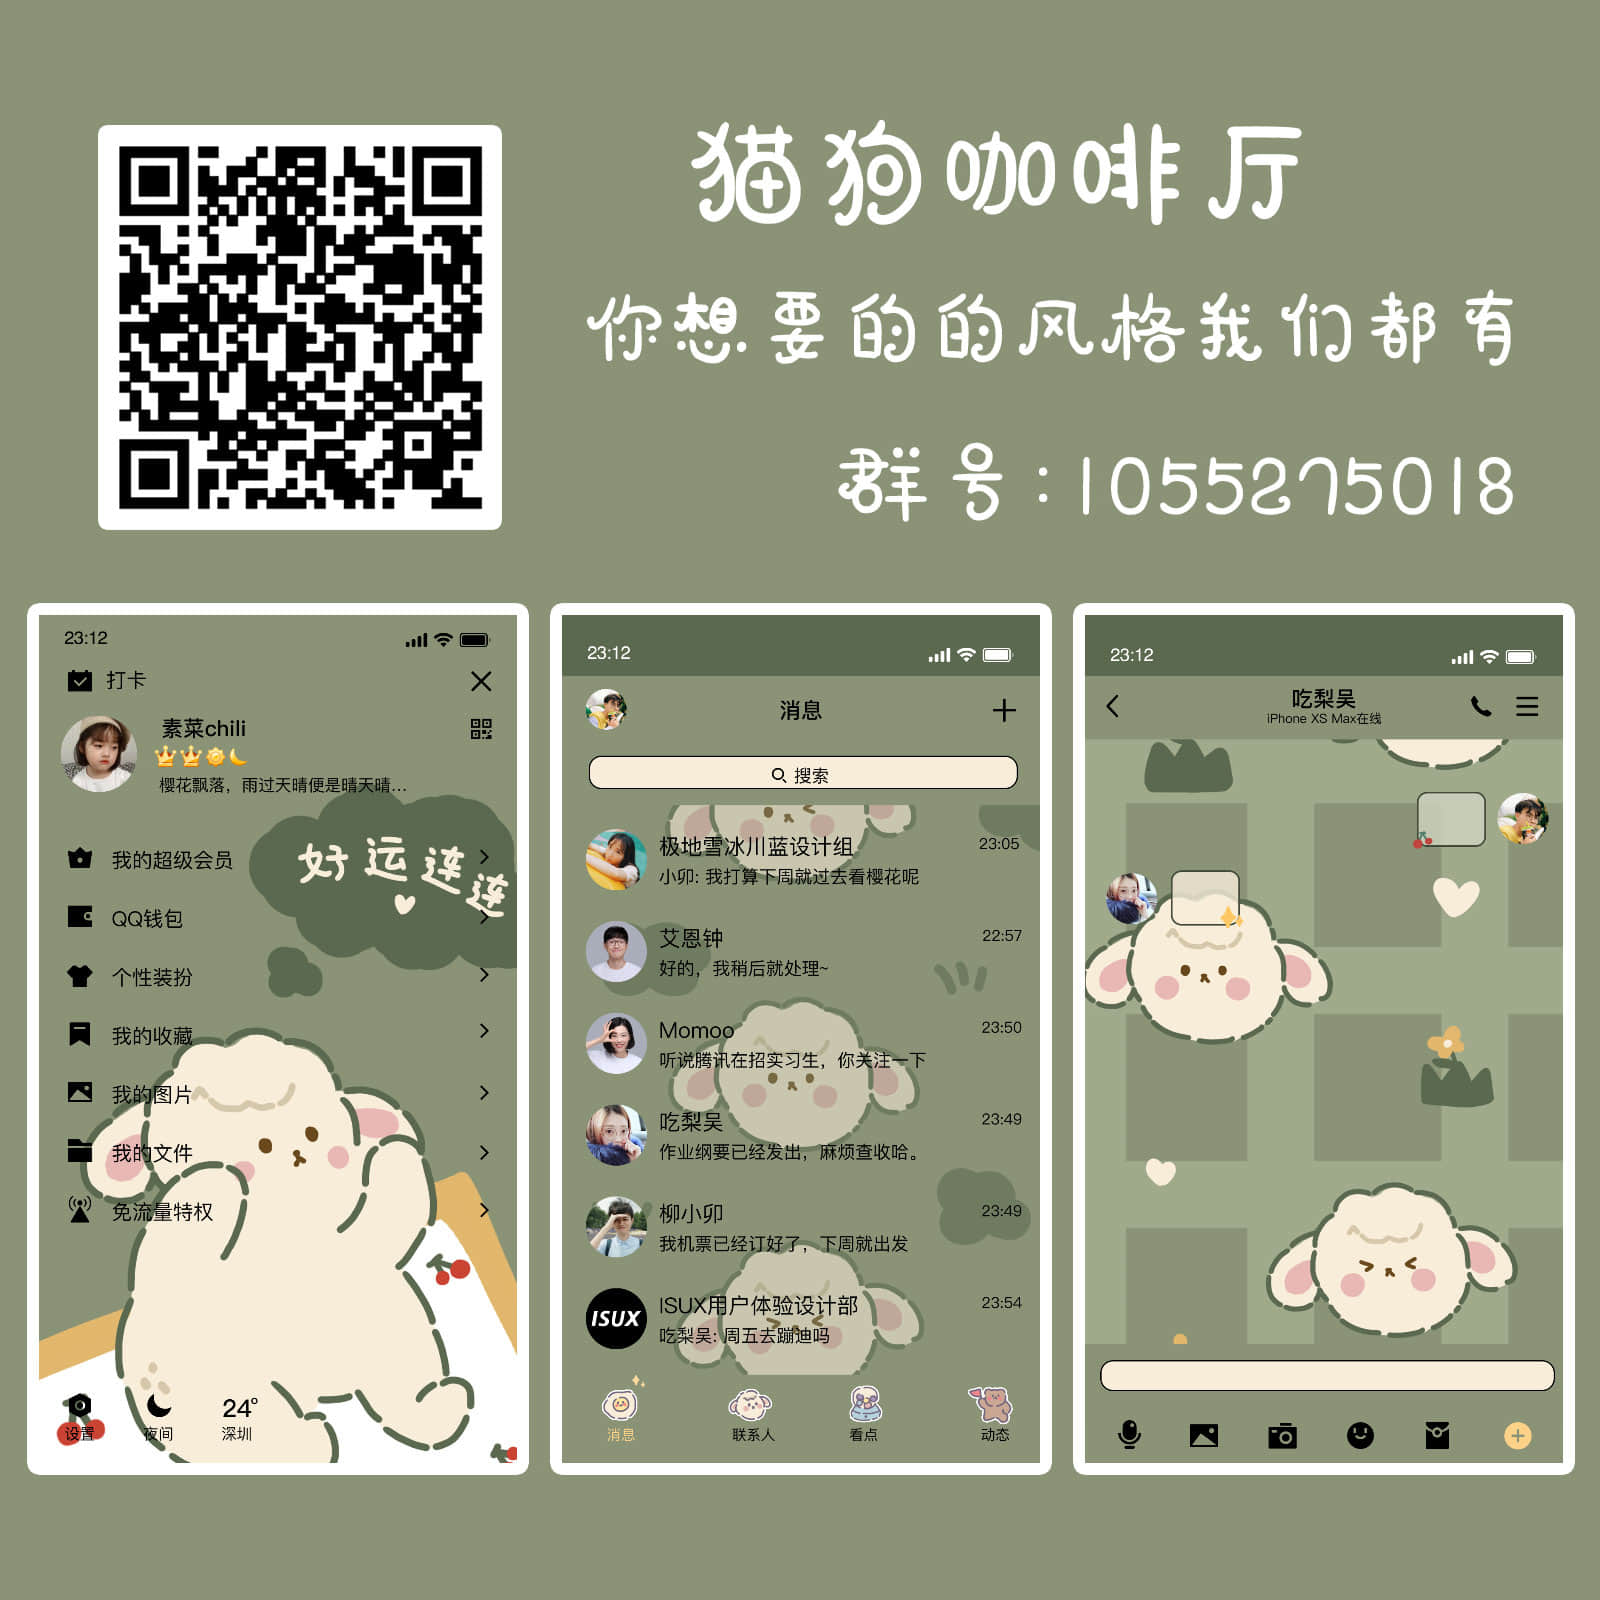 猫狗咖啡厅
你想要的的风格我们都有
群号:1055275018
23:12
打卡
素菜chili
樱花飘落，雨过天晴便是晴天晴...
好运连连
我的超级会员
QQ钱包
个性装扮
我的收藏
我的图片
我的文件
免流量特权
24°
设置 夜间 深圳
23:12
消息
搜索
极地雪冰川蓝设计组 23:05
小卯: 我打算下周就过去看樱花呢
艾恩钟 22:57
好的，我稍后就处理~
Momoo 23:50
听说腾讯在招实习生，你关注一下
吃梨吴 23:49
作业纲要已经发出，麻烦查收哈。
柳小卯 23:49
我机票已经订好了，下周就出发
ISUX
ISUX用户体验设计部 23:54
吃梨吴: 周五去蹦迪吗
消息 联系人 看点 动态
23:12
吃梨吴
iPhone XS Max在线